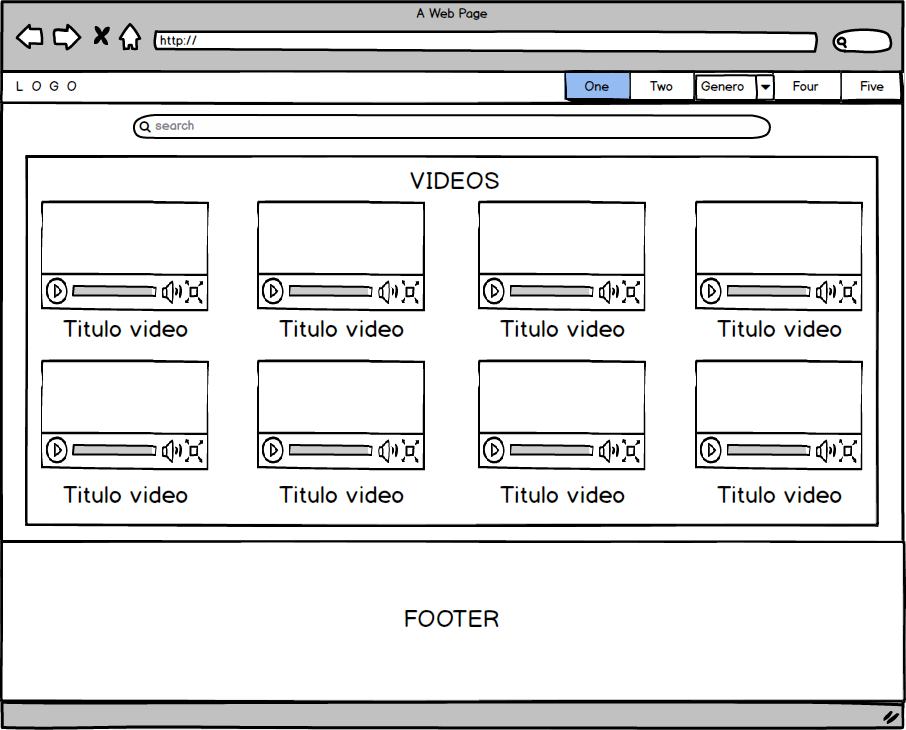 A Web Page
http://
L O G O
One Two Genero Four Five
search
VIDEOS
Titulo video Titulo video Titulo video Titulo video
Titulo video Titulo video Titulo video Titulo video
FOOTER